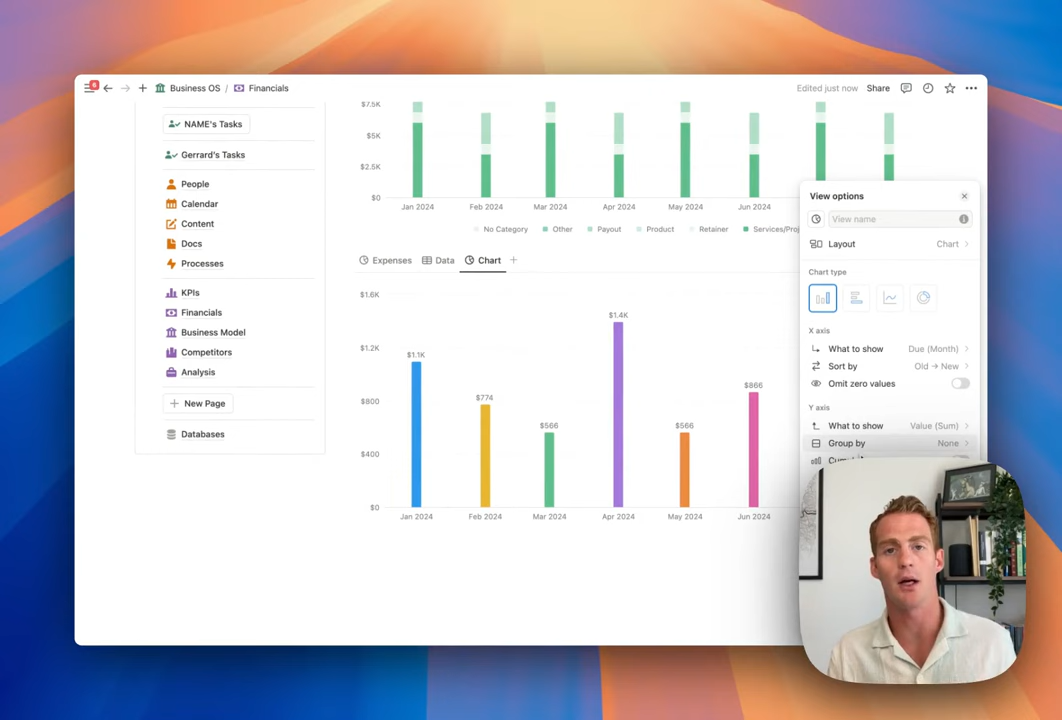 6
Business OS / Financials
Edited just now
Share
NAME's Tasks
Gerrard's Tasks
People
Calendar
Content
Docs
Processes
KPIs
Financials
Business Model
Competitors
Analysis
New Page
Databases
$7.5K
$5K
$2.5K
$0
Jan 2024 Feb 2024 Mar 2024 Apr 2024 May 2024 Jun 2024
No Category Other Payout Product Retainer Services/Proj
Expenses Data Chart
$1.6K
$1.2K
$800
$400
$0
$1.1K
$774
$566
$1.4K
$566
$866
Jan 2024 Feb 2024 Mar 2024 Apr 2024 May 2024 Jun 2024
View options
View name
Layout Chart
Chart type
X axis
What to show Due (Month)
Sort by Old → New
Omit zero values
Y axis
What to show Value (Sum)
Group by None